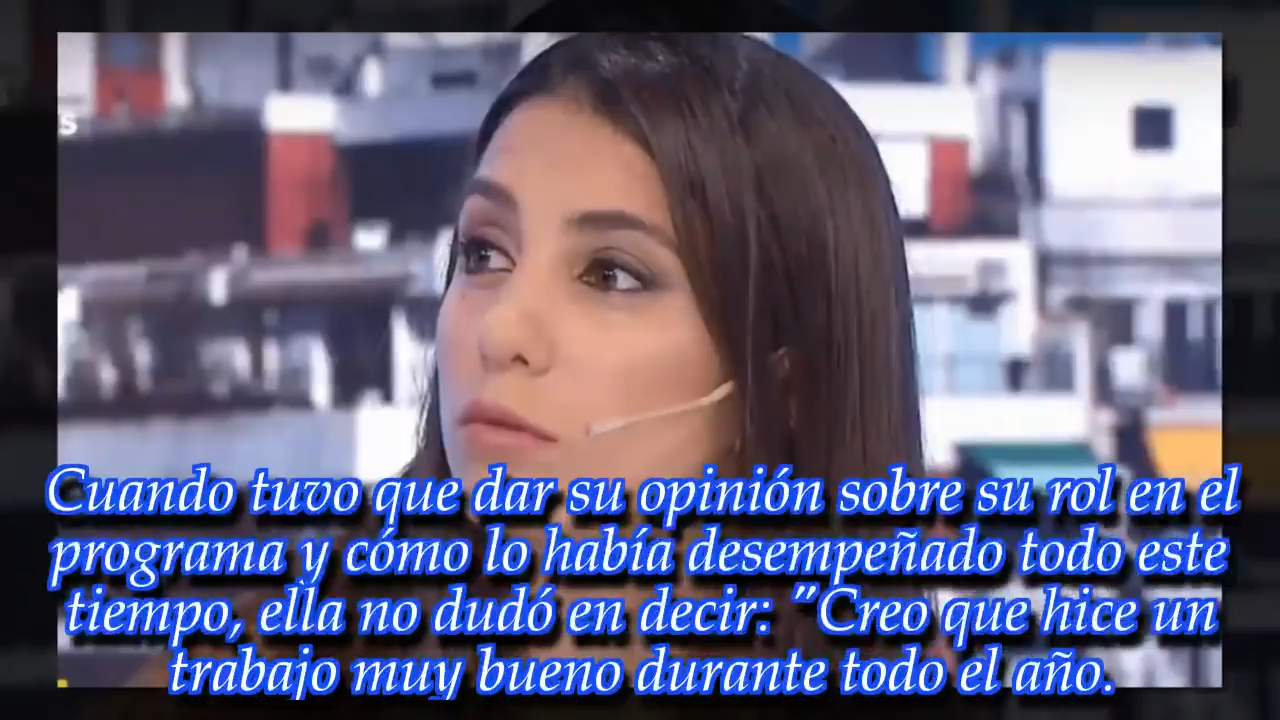 S
Cuando tuvo que dar su opinión sobre su rol en el
programa y cómo lo había desempeñado todo este
tiempo, ella no dudó en decir: "Creo que hice un
trabajo muy bueno durante todo el año.